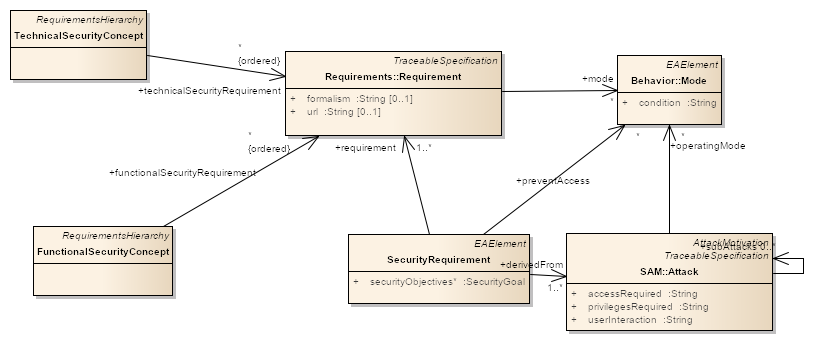 RequirementsHierarchy
TechnicalSecurityConcept
*
{ordered}
+technicalSecurityRequirement
TraceableSpecification
Requirements::Requirement
+ formalism :String [0..1]
+ url :String [0..1]
+mode
*
EAElement
Behavior::Mode
+ condition :String
*
{ordered}
+functionalSecurityRequirement
+requirement
1..*
*
*
+operatingMode
+preventAccess
RequirementsHierarchy
FunctionalSecurityConcept
EAElement
SecurityRequirement
+ securityObjectives* :SecurityGoal
+derivedFrom
1..*
AttackMotivation
+subAttacks 0..*
TraceableSpecification
SAM::Attack
+ accessRequired :String
+ privilegesRequired :String
+ userInteraction :String